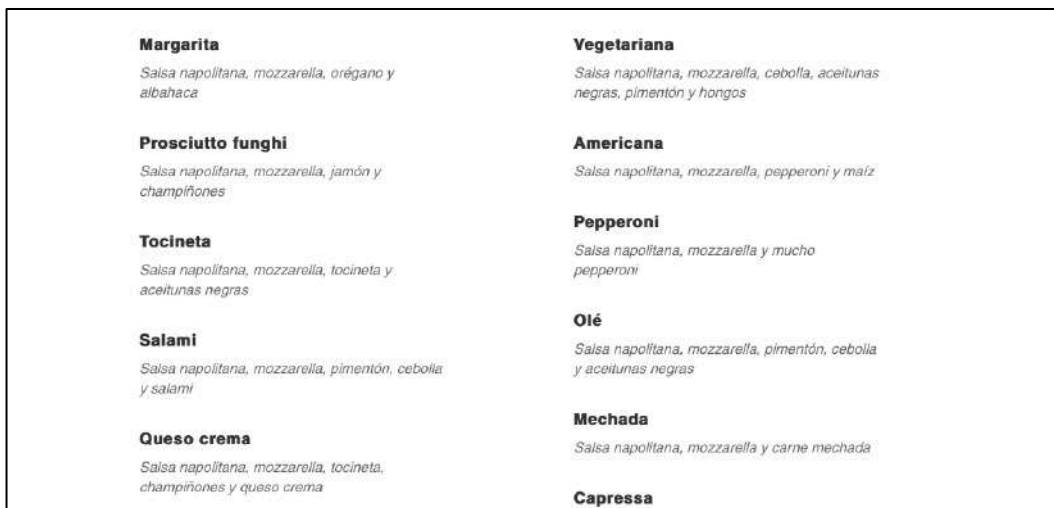 Margarita
Salsa napolitana, mozzarella, orégano y
albahaca
Prosciutto funghi
Salsa napolitana, mozzarella, jamón y
champiñones
Tocineta
Salsa napolitana, mozzarella, tocineta y
aceitunas negras
Salami
Salsa napolitana, mozzarella, pimentón, cebolla
y salami
Queso crema
Salsa napolitana, mozzarella, tocineta,
champiñones y queso crema
Vegetariana
Salsa napolitana, mozzarella, cebolla, aceitunas
negras, pimentón y hongos
Americana
Salsa napolitana, mozzarella, pepperoni y maíz
Pepperoni
Salsa napolitana, mozzarella y mucho
pepperoni
Olé
Salsa napolitana, mozzarella, pimentón, cebolla
y aceitunas negras
Mechada
Salsa napolitana, mozzarella y carne mechada
Capressa